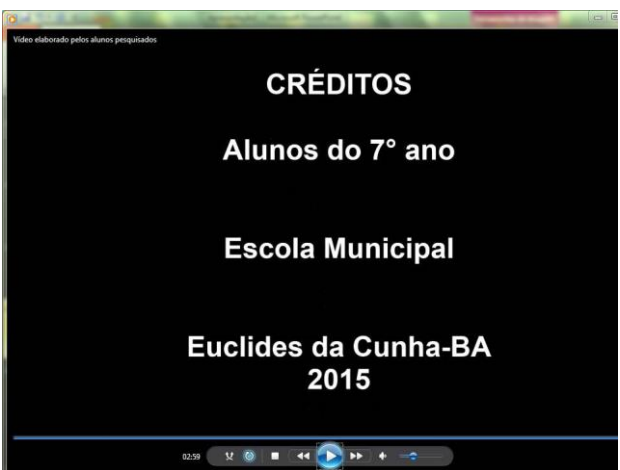 Vídeo elaborado pelos alunos pesquisados
CRÉDITOS
Alunos do 7° ano
Escola Municipal
Euclides da Cunha-BA
2015
02:59